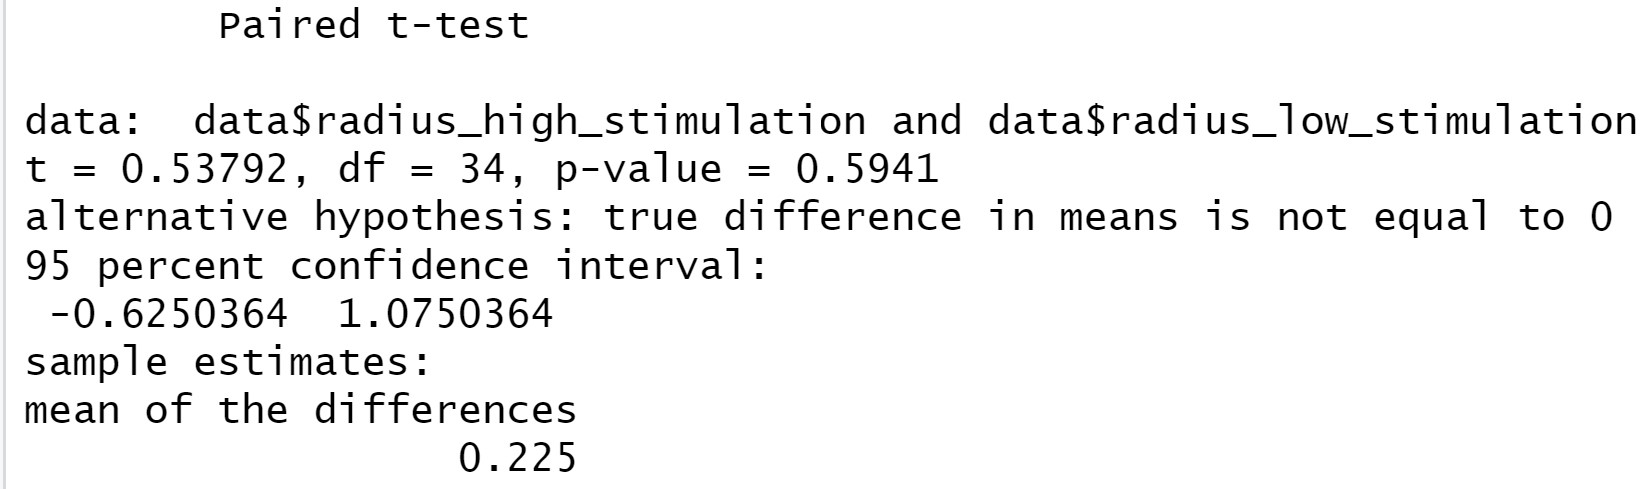 Paired t-test
data: data$radius_high_stimulation and data$radius_low_stimulation
t = 0.53792, df = 34, p-value = 0.5941
alternative hypothesis: true difference in means is not equal to 0
95 percent confidence interval:
-0.6250364 1.0750364
sample estimates:
mean of the differences
0.225